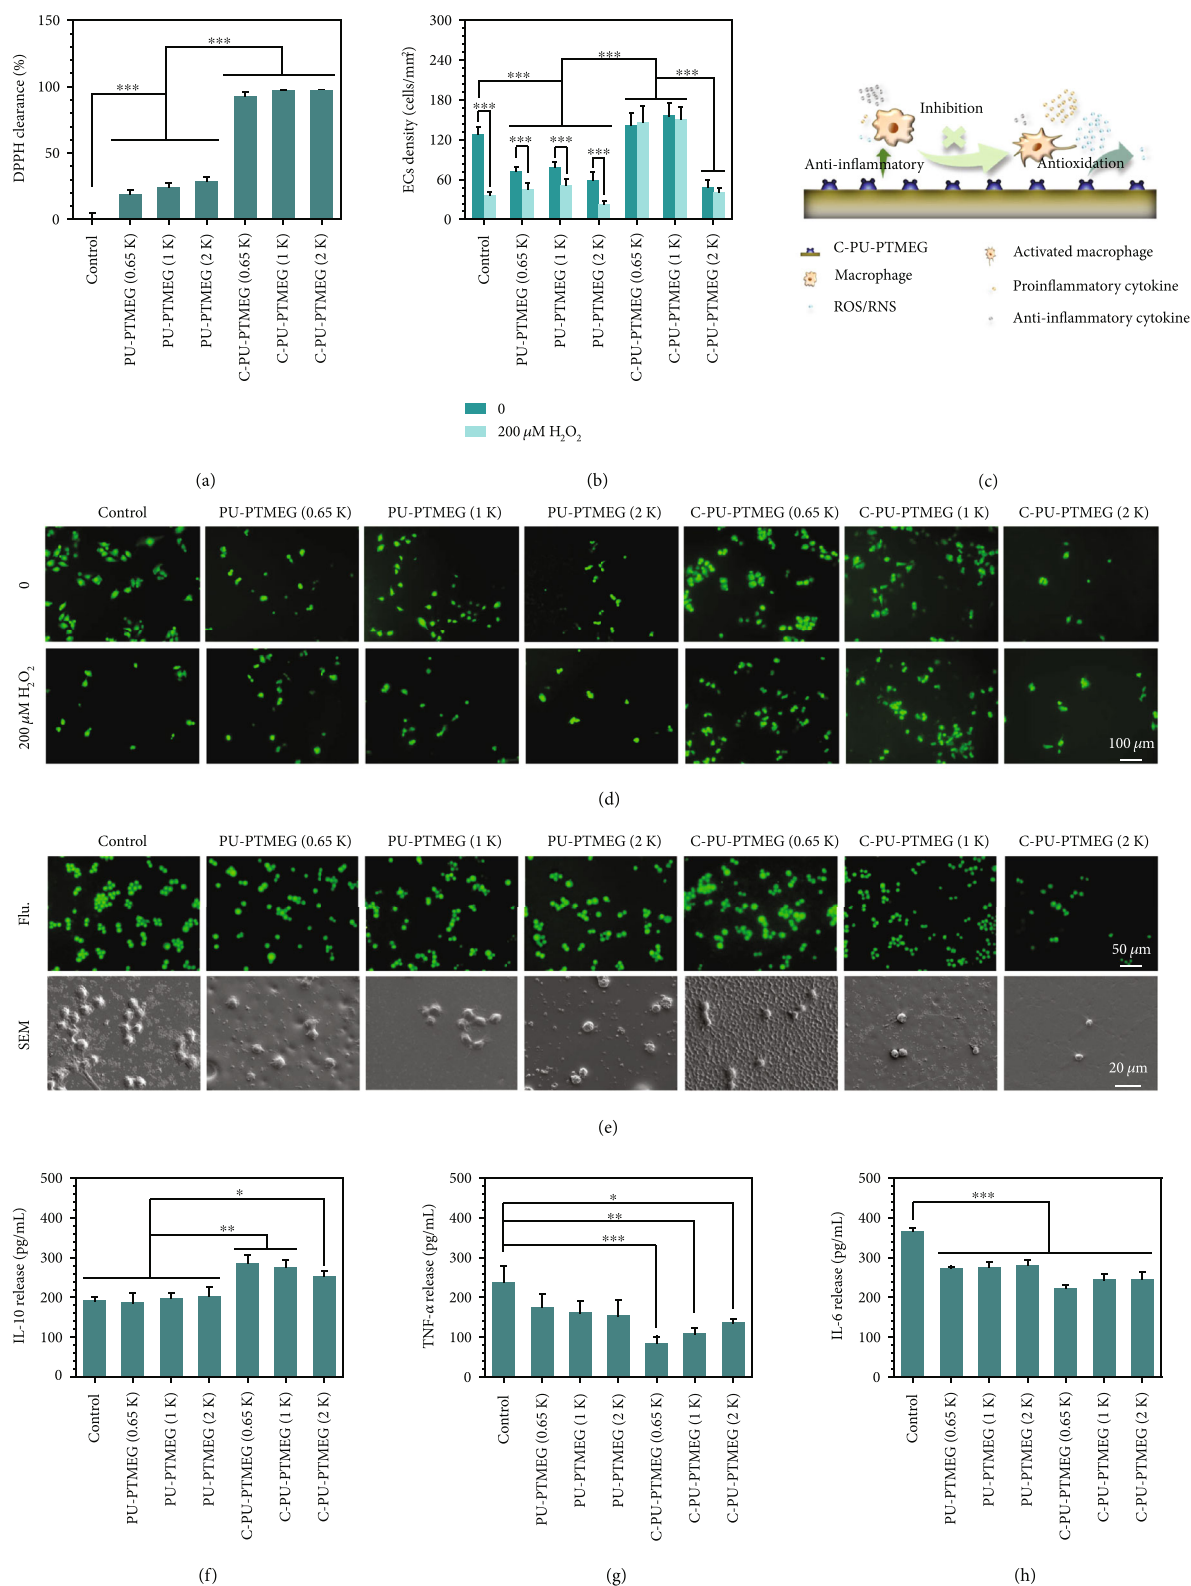 (a)
DPPH clearance (%)
150
100
50
0
***
***
Control
PU-PTMEG (0.65 K)
PU-PTMEG (1 K)
PU-PTMEG (2 K)
C-PU-PTMEG (0.65 K)
C-PU-PTMEG (1 K)
C-PU-PTMEG (2 K)
ECs density (cells/mm²)
300
240
180
120
60
0
***
***
***
***
***
***
***
Control
PU-PTMEG (0.65 K)
PU-PTMEG (1 K)
PU-PTMEG (2 K)
C-PU-PTMEG (0.65 K)
C-PU-PTMEG (1 K)
C-PU-PTMEG (2 K)
0
200 μM H₂O₂
(b)
Inhibition
Anti-inflammatory
Antioxidation
C-PU-PTMEG
Macrophage
ROS/RNS
Activated macrophage
Proinflammatory cytokine
Anti-inflammatory cytokine
(c)
Control
PU-PTMEG (0.65 K)
PU-PTMEG (1 K)
PU-PTMEG (2 K)
C-PU-PTMEG (0.65 K)
C-PU-PTMEG (1 K)
C-PU-PTMEG (2 K)
0
200 μM H₂O₂
100 μm
(d)
Control
PU-PTMEG (0.65 K)
PU-PTMEG (1 K)
PU-PTMEG (2 K)
C-PU-PTMEG (0.65 K)
C-PU-PTMEG (1 K)
C-PU-PTMEG (2 K)
Flu.
50 μm
SEM
20 μm
(e)
IL-10 release (pg/mL)
500
400
300
200
100
0
*
**
Control
PU-PTMEG (0.65 K)
PU-PTMEG (1 K)
PU-PTMEG (2 K)
C-PU-PTMEG (0.65 K)
C-PU-PTMEG (1 K)
C-PU-PTMEG (2 K)
(f)
TNF-α release (pg/mL)
500
400
300
200
100
0
*
**
***
Control
PU-PTMEG (0.65 K)
PU-PTMEG (1 K)
PU-PTMEG (2 K)
C-PU-PTMEG (0.65 K)
C-PU-PTMEG (1 K)
C-PU-PTMEG (2 K)
(g)
IL-6 release (pg/mL)
500
400
300
200
100
0
***
Control
PU-PTMEG (0.65 K)
PU-PTMEG (1 K)
PU-PTMEG (2 K)
C-PU-PTMEG (0.65 K)
C-PU-PTMEG (1 K)
C-PU-PTMEG (2 K)
(h)